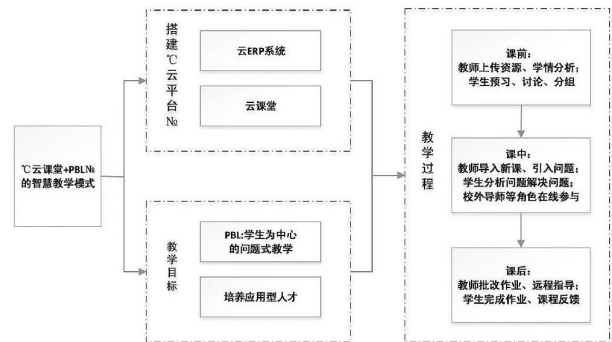 ℃云课堂+PBL№
的智慧教学模式
搭建℃云平台№
云ERP系统
云课堂
教学目标
PBL:学生为中心
的问题式教学
培养应用型人才
教学过程
课前：
教师上传资源、学情分析；
学生预习、讨论、分组
课中：
教师导入新课、引入问题；
学生分析问题解决问题；
校外导师等角色在线参与
课后：
教师批改作业、远程指导；
学生完成作业、课程反馈